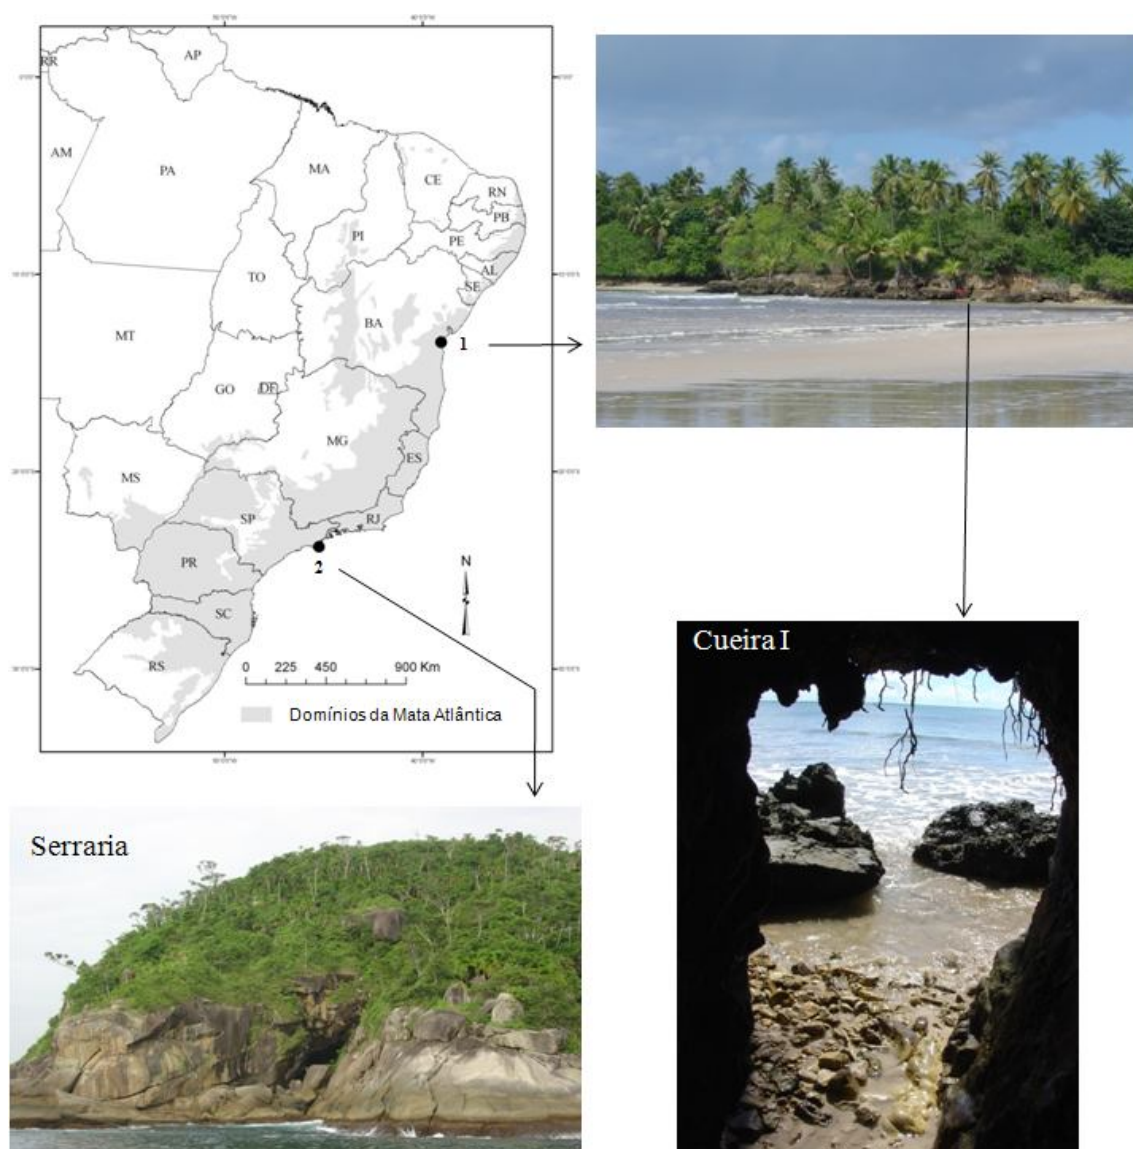 AP
RR
AM
PA
MA
CE
RN
PB
PE
PI
AL
SE
TO
BA
MT
1
GO
DF
MG
ES
MS
SP
RJ
PR
2
N
SC
RS
0 225 450 900 Km
Domínios da Mata Atlântica
Cueira I
Serraria